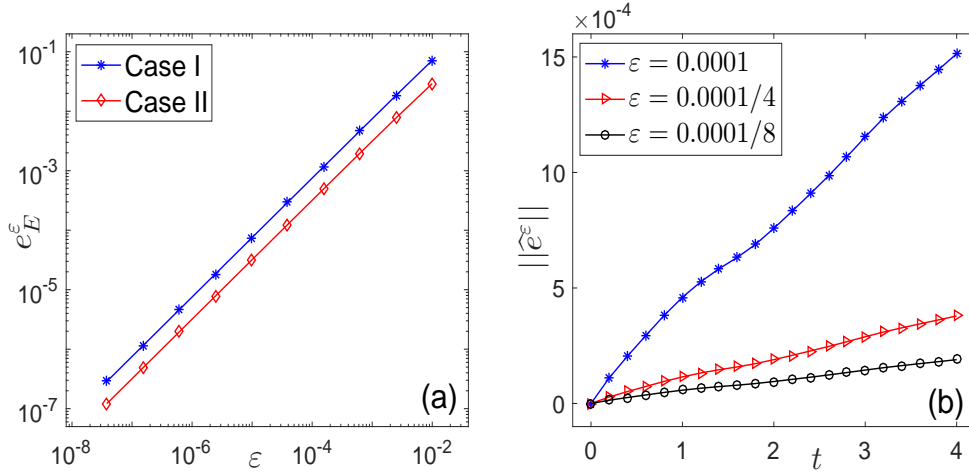 10^{-1}
10^{-3}
10^{-5}
10^{-7}
e_E^ε
Case I
Case II
(a)
10^{-8}
10^{-6}
10^{-4}
10^{-2}
ε
×10^{-4}
15
10
5
0
||ê^ε||
ε = 0.0001
ε = 0.0001/4
ε = 0.0001/8
(b)
0
1
2
3
4
t